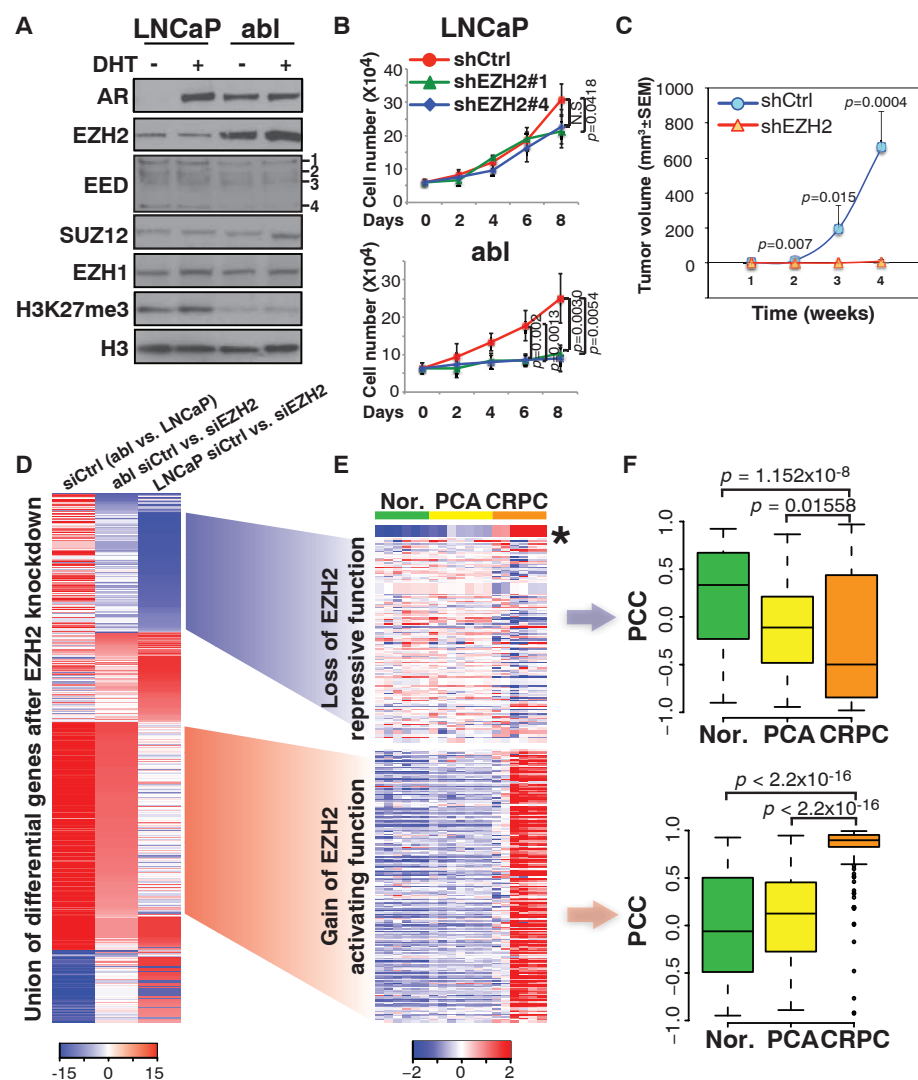 A
LNCaP abl
DHT - + - +
AR
EZH2
EED
1
2
3
4
SUZ12
EZH1
H3K27me3
H3
B
LNCaP
shCtrl
shEZH2#1
shEZH2#4
Cell number (X10⁴)
40
30
20
10
0
Days 0 2 4 6 8
N.S
p=0.0418
abl
Cell number (X10⁴)
40
30
20
10
0
Days 0 2 4 6 8
p=0.002
p=0.0013
p=0.0030
p=0.0054
C
shCtrl
shEZH2
Tumor volume (mm³±SEM)
1000
800
600
400
200
0
p=0.007
p=0.015
p=0.0004
1 2 3 4
Time (weeks)
D
siCtrl (abl vs. LNCaP)
abl siCtrl vs. siEZH2
LNCaP siCtrl vs. siEZH2
Union of differential genes after EZH2 knockdown
-15 0 15
E
Nor. PCA CRPC
*
Loss of EZH2
repressive function
Gain of EZH2
activating function
−2 0 2
F
p = 1.152x10⁻⁸
p = 0.01558
PCC
1.0
0.5
0.0
−0.5
−1.0
Nor. PCA CRPC
p < 2.2x10⁻¹⁶
p < 2.2x10⁻¹⁶
PCC
1.0
0.5
0.0
−0.5
−1.0
Nor. PCA CRPC